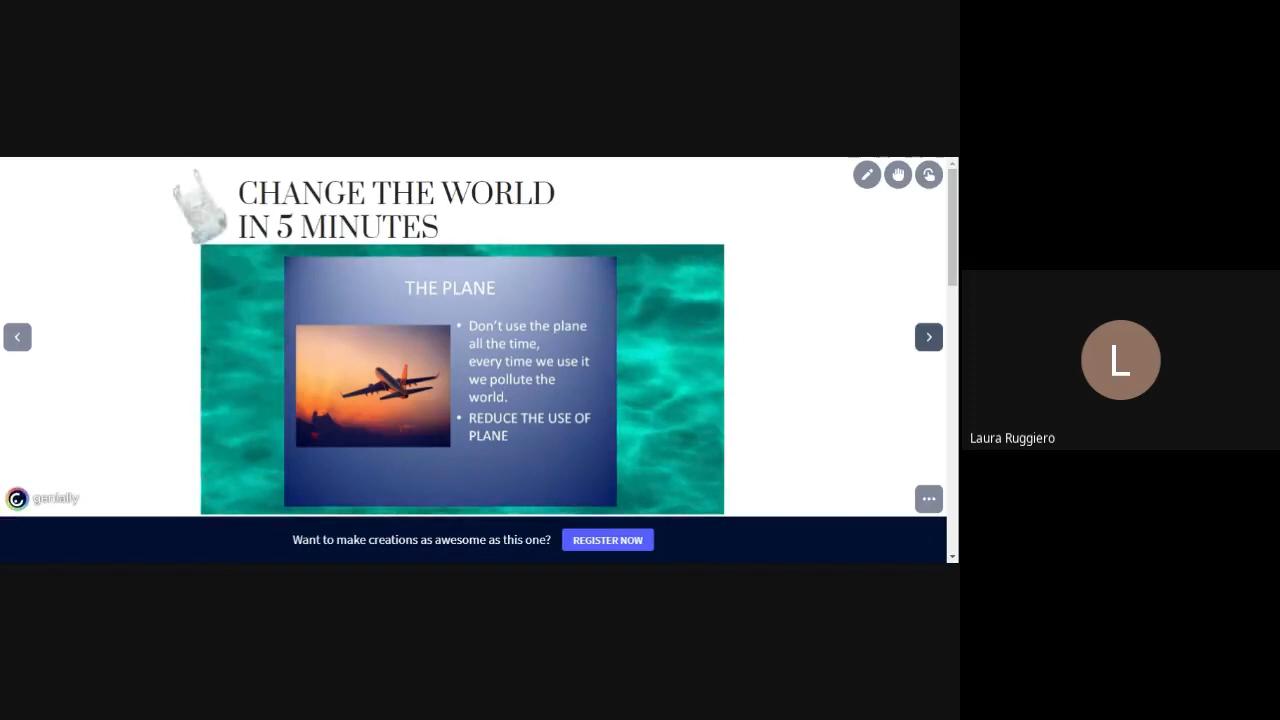 CHANGE THE WORLD
IN 5 MINUTES
THE PLANE
• Don't use the plane
all the time,
every time we use it
we pollute the
world.
• REDUCE THE USE OF
PLANE
genially
Want to make creations as awesome as this one?
REGISTER NOW
L
Laura Ruggiero